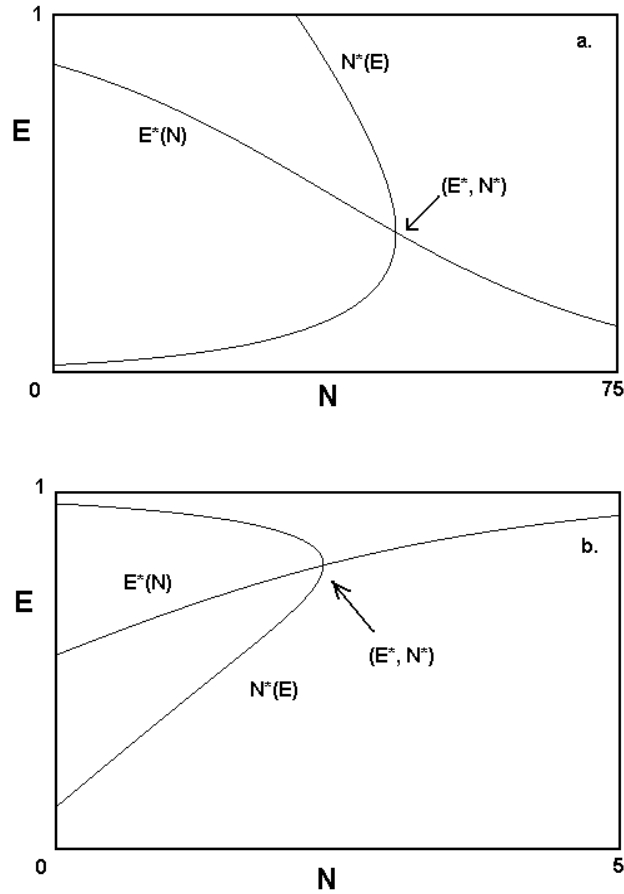 1
a.
N*(E)
E*(N)
E
(E*, N*)
0
N
75
1
b.
E*(N)
E
(E*, N*)
N*(E)
0
N
5